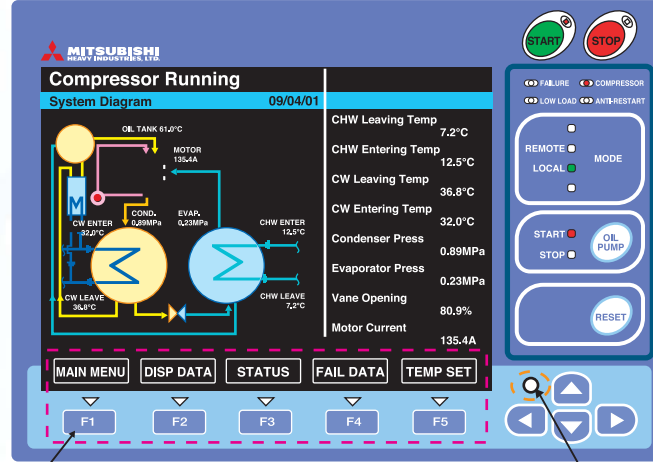 MITSUBISHI
HEAVY INDUSTRIES, LTD.
START
STOP
Compressor Running
System Diagram 09/04/01
OIL TANK 61.0°C
MOTOR
135.4A
M
CW ENTER
32.0°C
COND.
0.89MPa
EVAP.
0.23MPa
CHW ENTER
12.5°C
CW LEAVE
36.8°C
CHW LEAVE
7.2°C
CHW Leaving Temp
7.2°C
CHW Entering Temp
12.5°C
CW Leaving Temp
36.8°C
CW Entering Temp
32.0°C
Condenser Press
0.89MPa
Evaporator Press
0.23MPa
Vane Opening
80.9%
Motor Current
135.4A
MAIN MENU DISP DATA STATUS FAIL DATA TEMP SET
F1 F2 F3 F4 F5
FAILURE COMPRESSOR
LOW LOAD ANTI-RESTART
REMOTE
LOCAL
MODE
START
STOP
OIL
PUMP
RESET